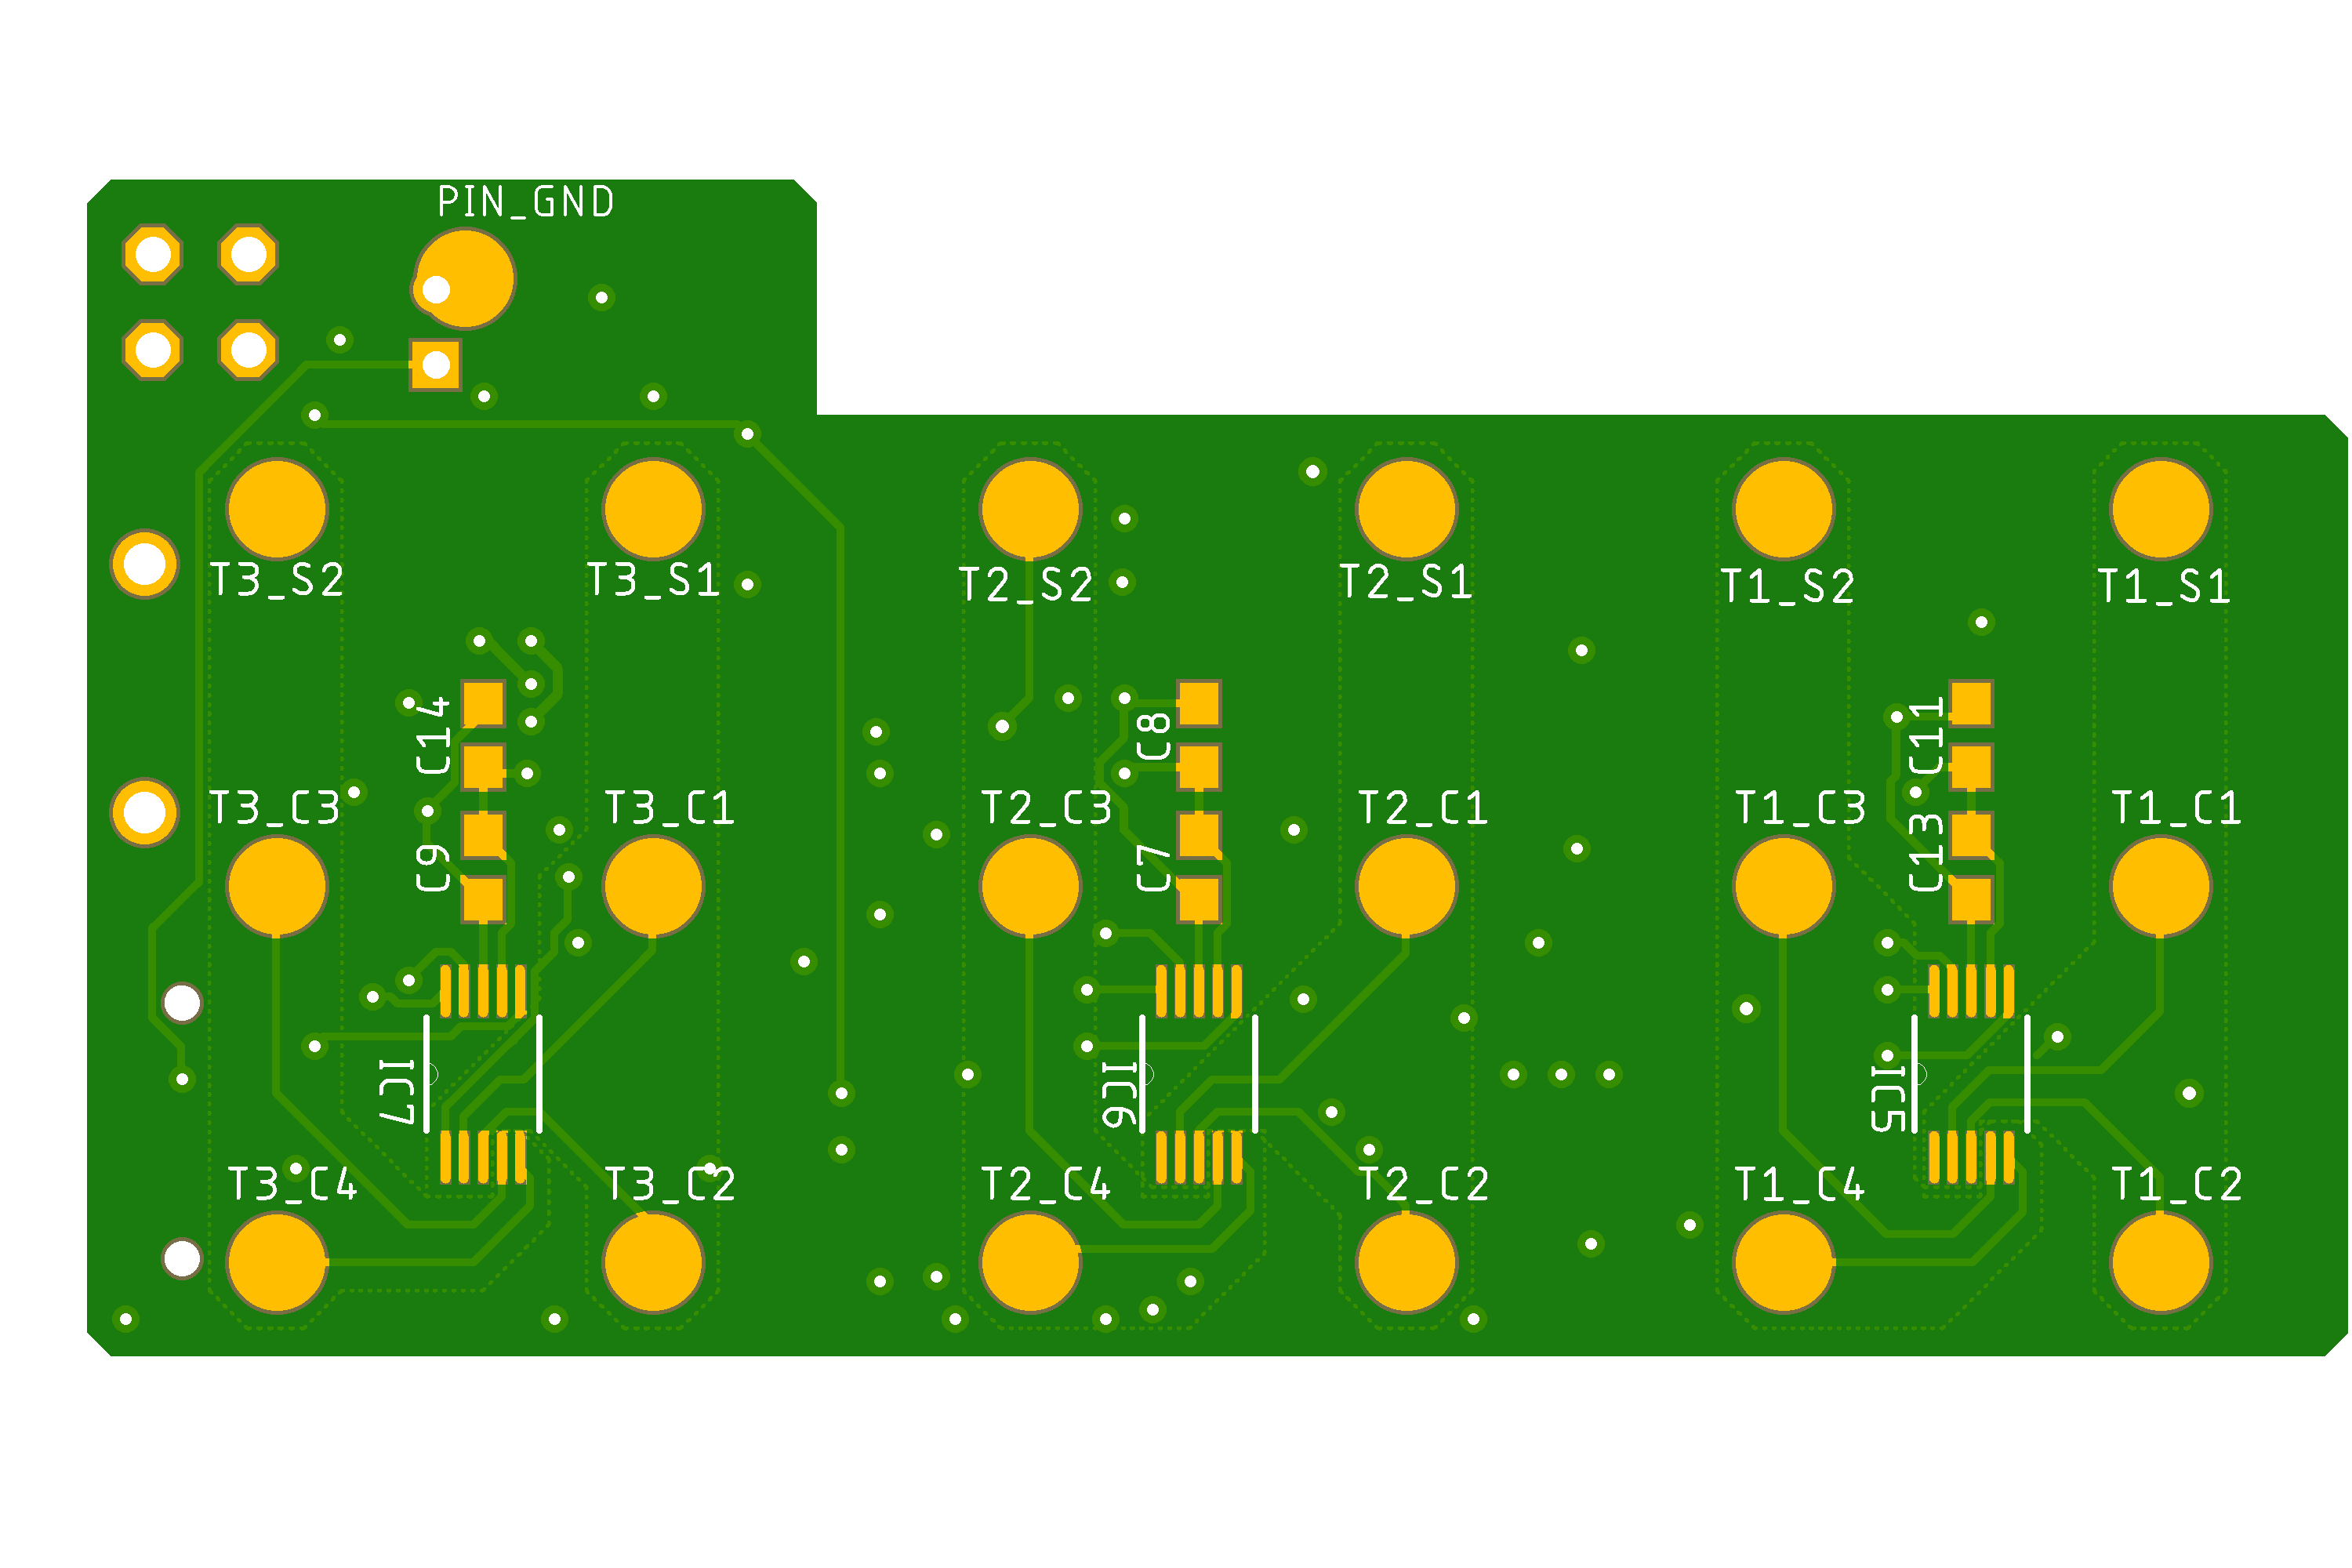 PIN_GND
T3_S2
T3_S1
T2_S2
T2_S1
T1_S2
T1_S1
C14
C8
C11
T3_C3
T3_C1
T2_C3
T2_C1
T1_C3
T1_C1
C9
C7
C13
IC7
IC6
IC5
T3_C4
T3_C2
T2_C4
T2_C2
T1_C4
T1_C2